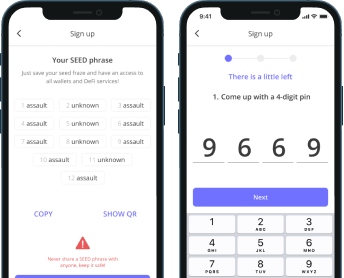 Sign up
Your SEED phrase
Just save your seed fraze and have an access to
all wallets and DeFi services!
1 assault 2 unknown 3 assault
4 assault 5 unknown 6 assault
7 assault 8 unknown 9 assault
10 assault 11 unknown
12 assault
COPY SHOW QR
Never share a SEED phrase with
anyone, keep it safe!
9:41
Sign up
There is a little left
1. Come up with a 4-digit pin
9 6 6 9
Next
1 2 3
ABC DEF
4 5 6
GHI JKL MNO
7 8 9
PQRS TUV WXYZ